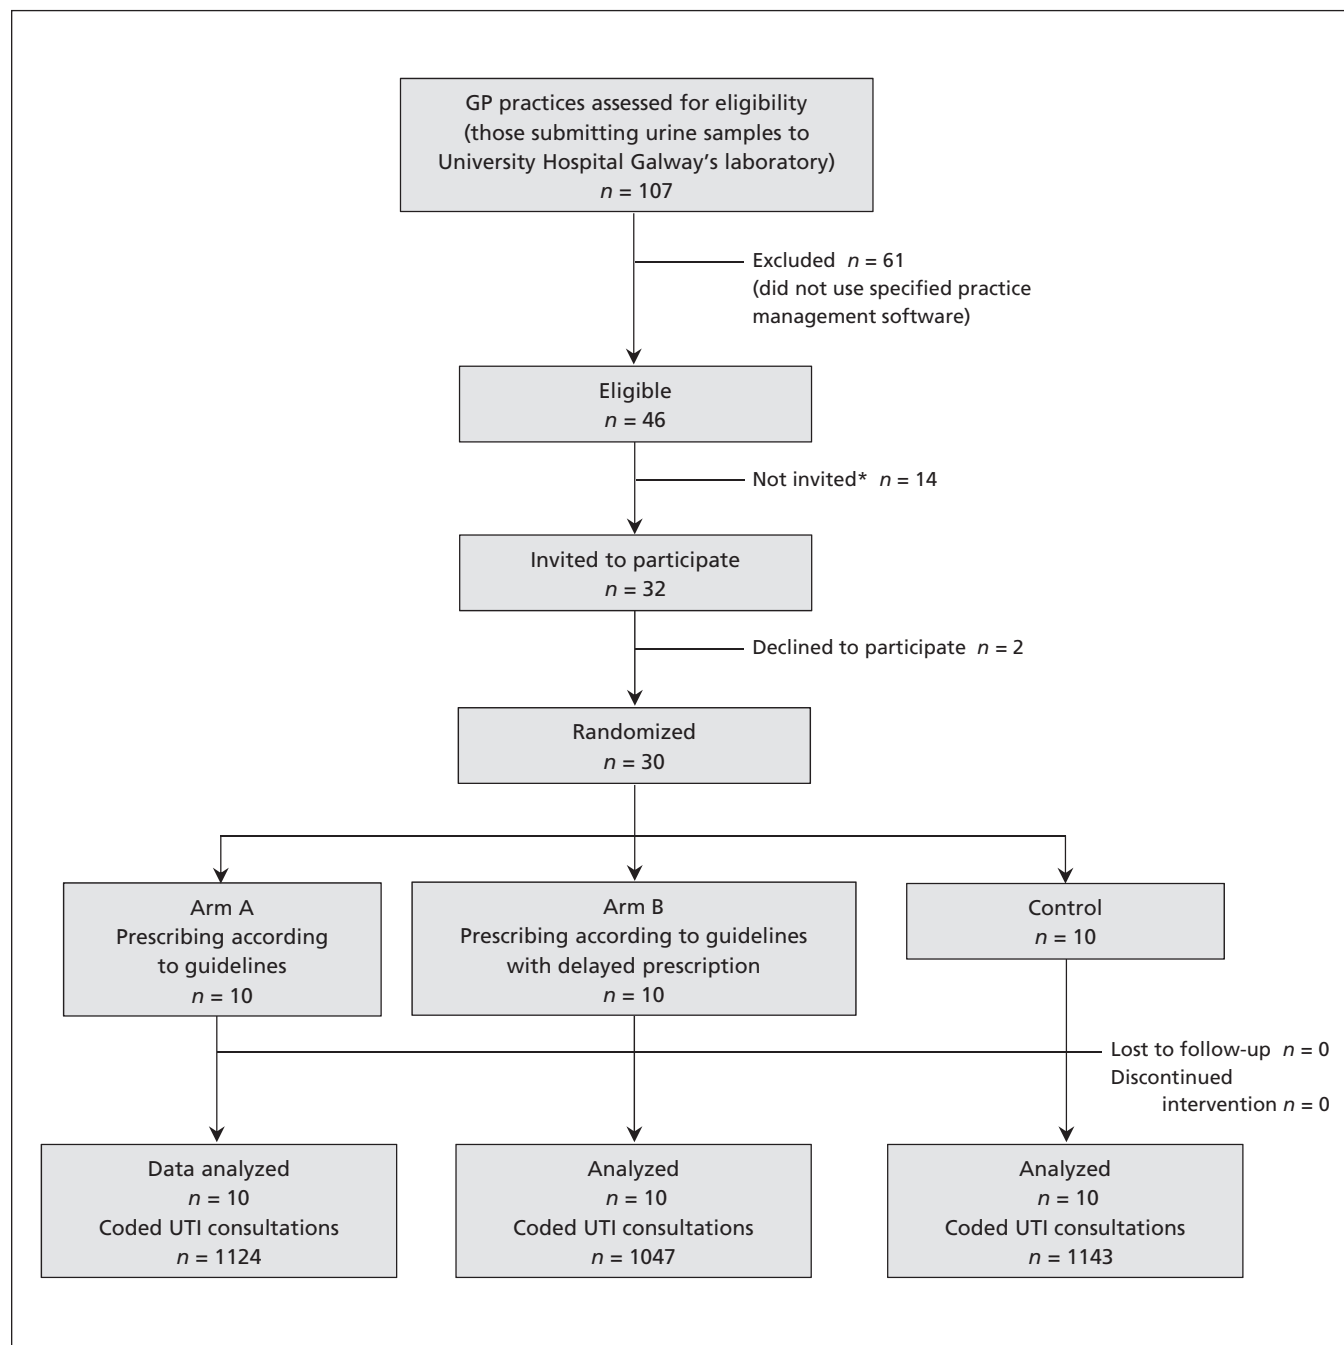 GP practices assessed for eligibility
(those submitting urine samples to
University Hospital Galway's laboratory)
n = 107
Excluded n = 61
(did not use specified practice
management software)
Eligible
n = 46
Not invited* n = 14
Invited to participate
n = 32
Declined to participate n = 2
Randomized
n = 30
Arm A
Prescribing according
to guidelines
n = 10
Arm B
Prescribing according to guidelines
with delayed prescription
n = 10
Control
n = 10
Lost to follow-up n = 0
Discontinued
intervention n = 0
Data analyzed
n = 10
Coded UTI consultations
n = 1124
Analyzed
n = 10
Coded UTI consultations
n = 1047
Analyzed
n = 10
Coded UTI consultations
n = 1143